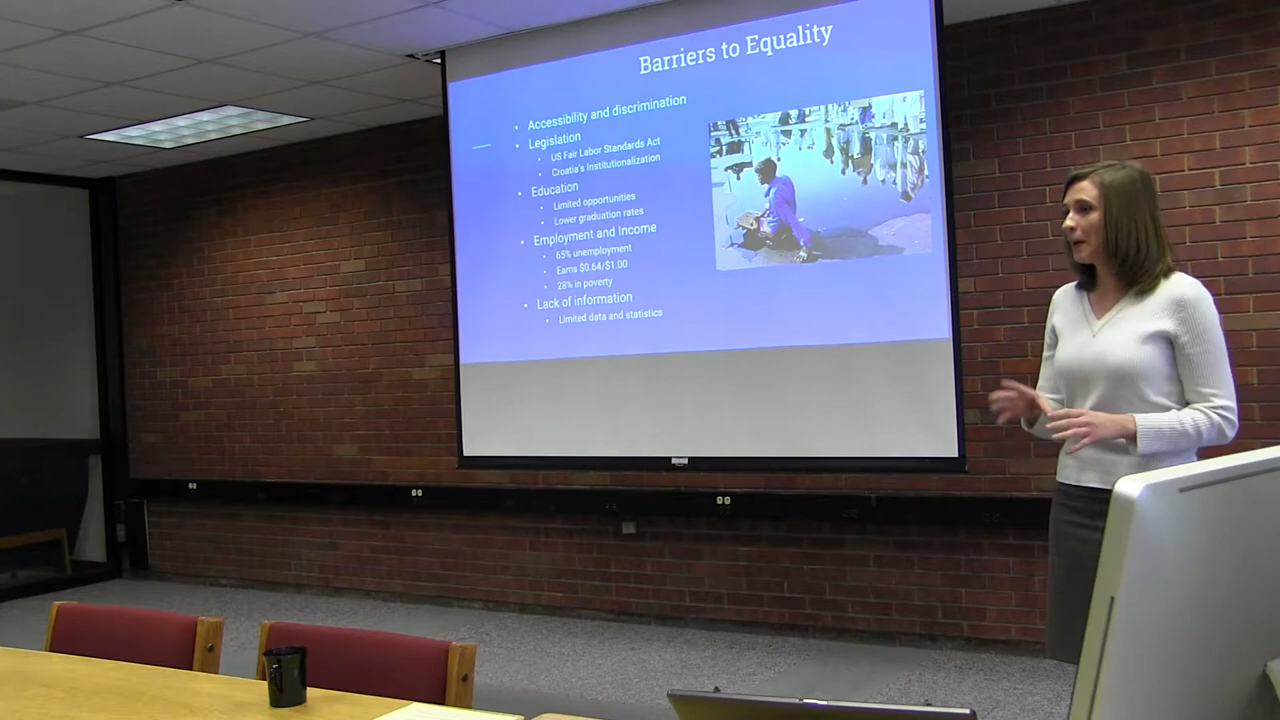 Barriers to Equality
• Accessibility and discrimination
• Legislation
• US Fair Labor Standards Act
• Croatia's Institutionalization
• Education
• Limited opportunities
• Lower graduation rates
• Employment and Income
• 65% unemployment
• Earns $0.64/$1.00
• 28% in poverty
• Lack of information
• Limited data and statistics